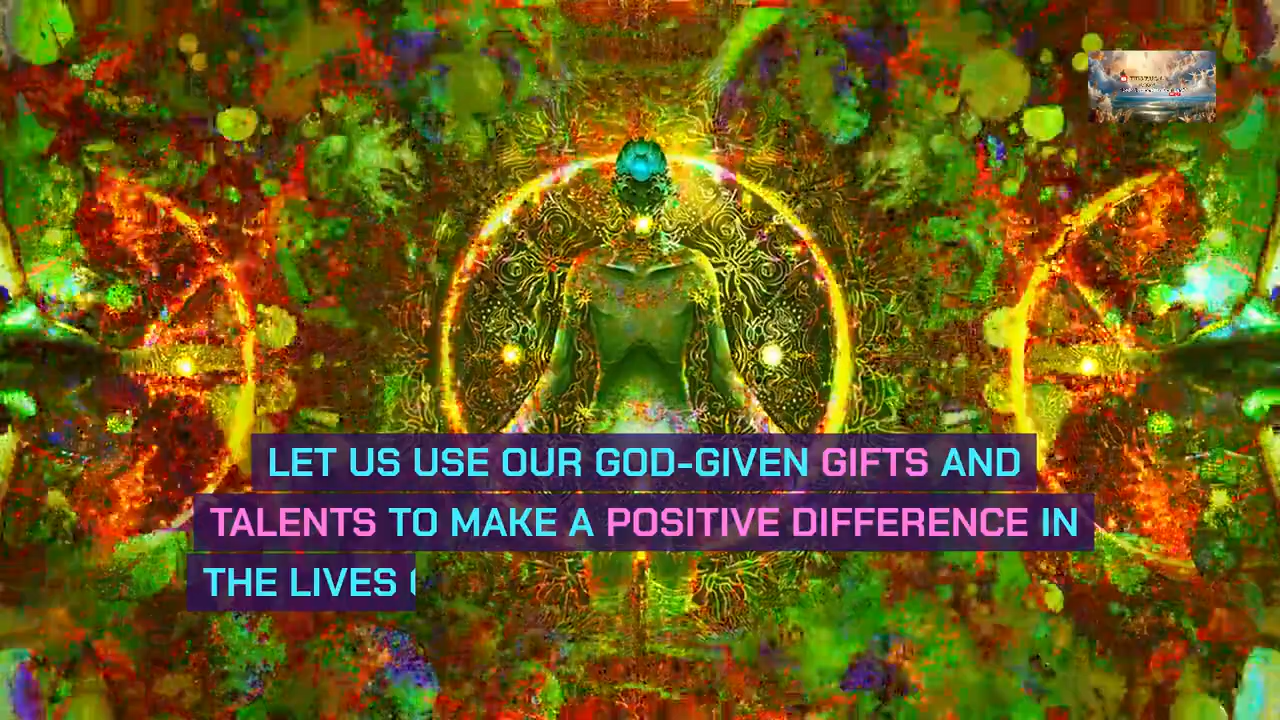 LET US USE OUR GOD-GIVEN GIFTS AND
TALENTS TO MAKE A POSITIVE DIFFERENCE IN
THE LIVES